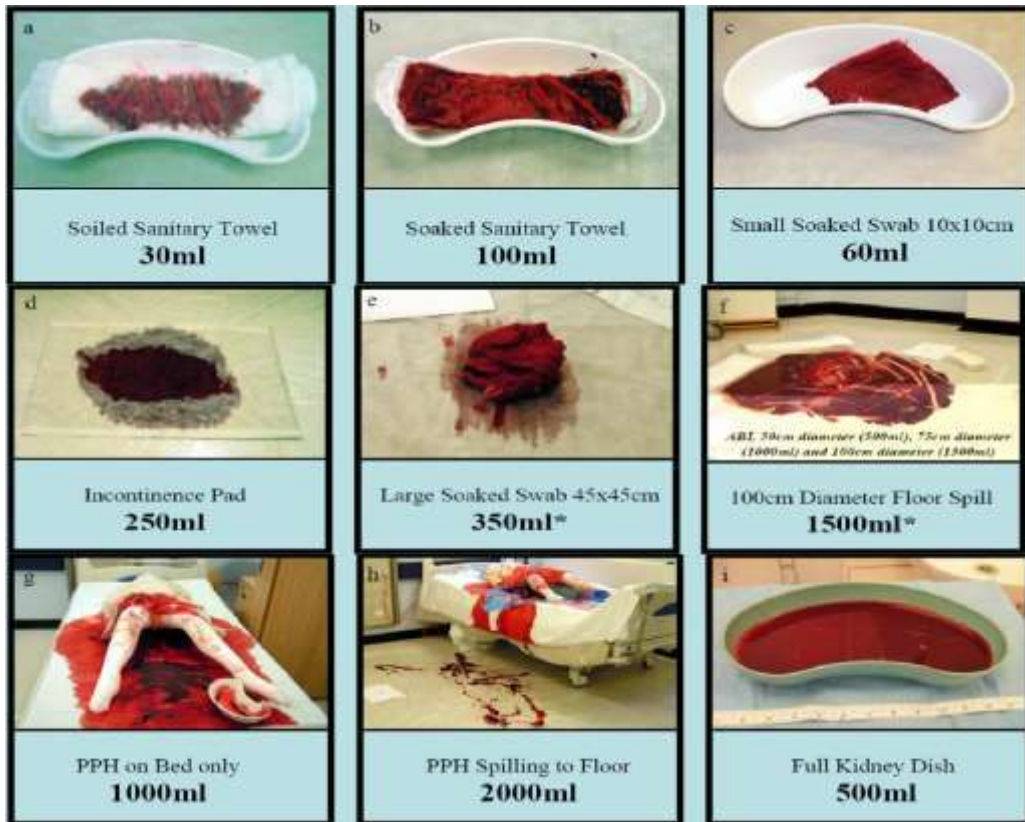 a
b
c
Soiled Sanitary Towel
30ml
Soaked Sanitary Towel
100ml
Small Soaked Swab 10x10cm
60ml
d
e
f
ABL 50cm diameter (500ml), 75cm diameter
(1000ml) and 100cm diameter (1500ml)
Incontinence Pad
250ml
Large Soaked Swab 45x45cm
350ml*
100cm Diameter Floor Spill
1500ml*
g
h
i
PPH on Bed only
1000ml
PPH Spilling to Floor
2000ml
Full Kidney Dish
500ml